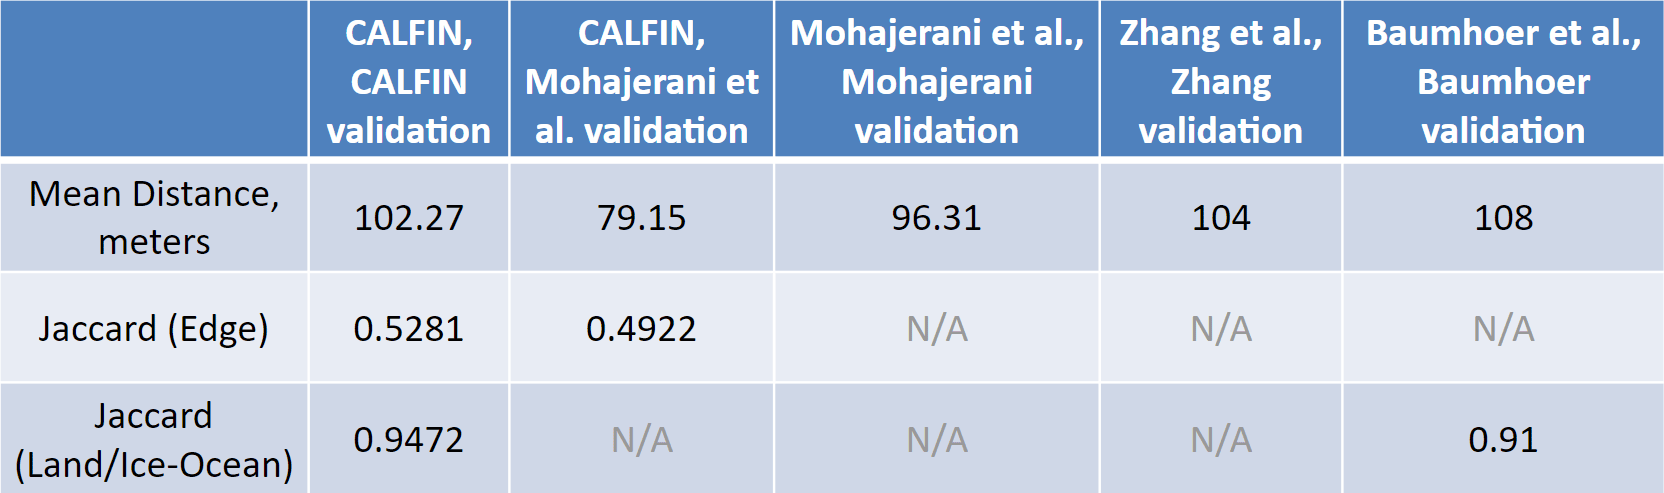 CALFIN,
CALFIN
validation
CALFIN,
Mohajerani et
al. validation
Mohajerani et al.,
Mohajerani
validation
Zhang et al.,
Zhang
validation
Baumhoer et al.,
Baumhoer
validation
Mean Distance,
meters
102.27
79.15
96.31
104
108
Jaccard (Edge)
0.5281
0.4922
N/A
N/A
N/A
Jaccard
(Land/Ice-Ocean)
0.9472
N/A
N/A
N/A
0.91